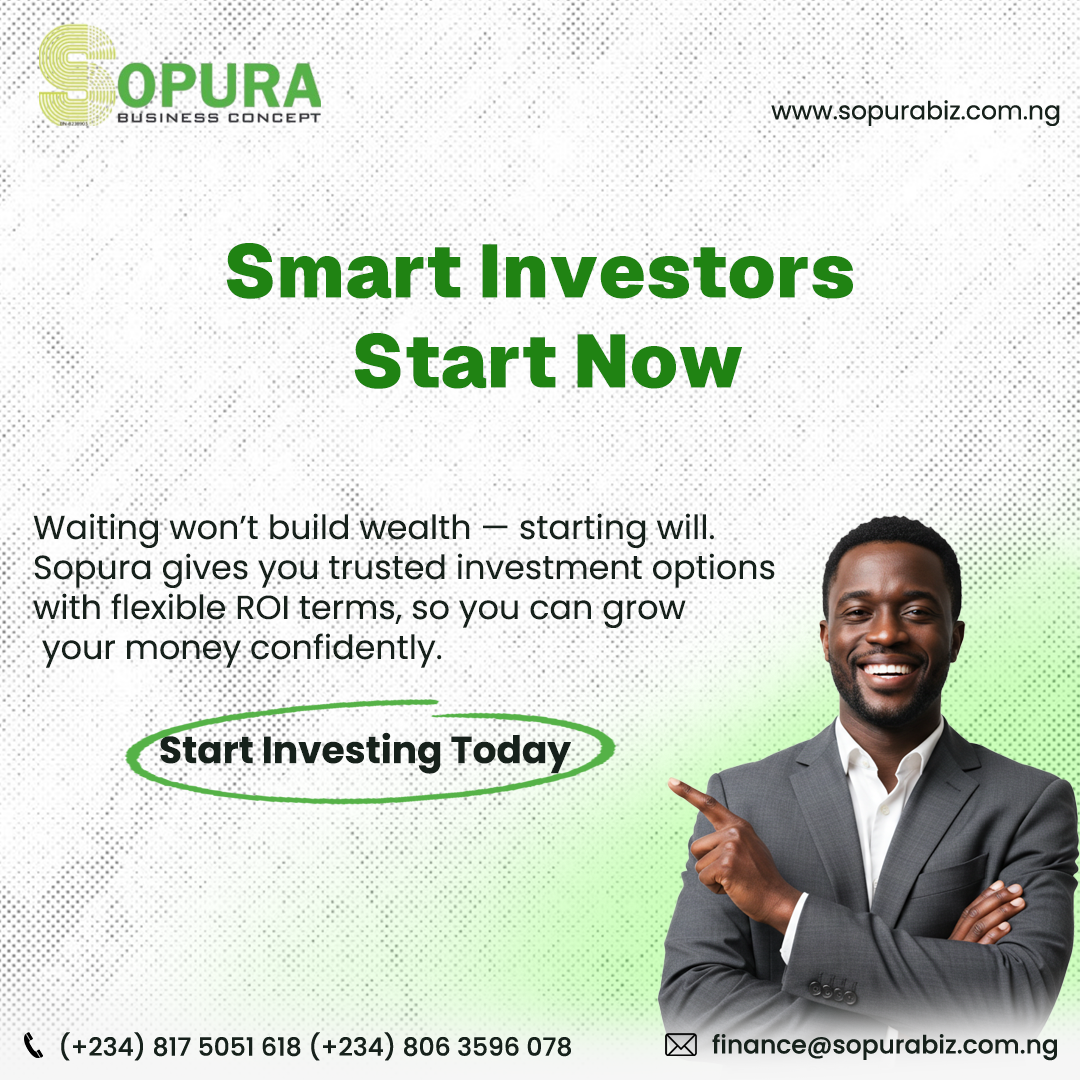 SOPURA
BUSINESS CONCEPT
www.sopurabiz.com.ng
Smart Investors
Start Now
Waiting won’t build wealth — starting will.
Sopura gives you trusted investment options
with flexible ROI terms, so you can grow
your money confidently.
Start Investing Today
(+234) 817 5051 618 (+234) 806 3596 078
finance@sopurabiz.com.ng